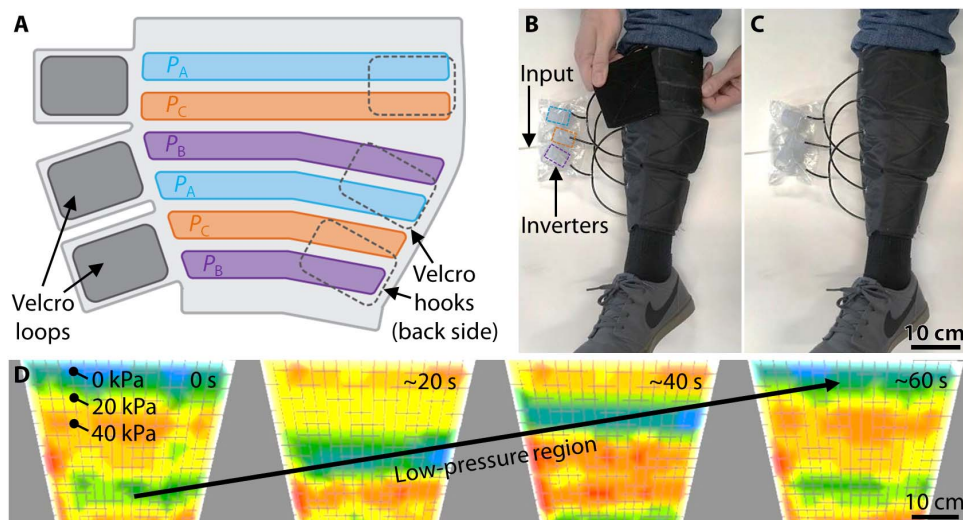 A
P_A
P_C
P_B
P_A
P_C
P_B
Velcro
loops
Velcro
hooks
(back side)
B
Input
Inverters
C
10 cm
D
0 kPa
20 kPa
40 kPa
0 s
~20 s
~40 s
~60 s
Low-pressure region
10 cm